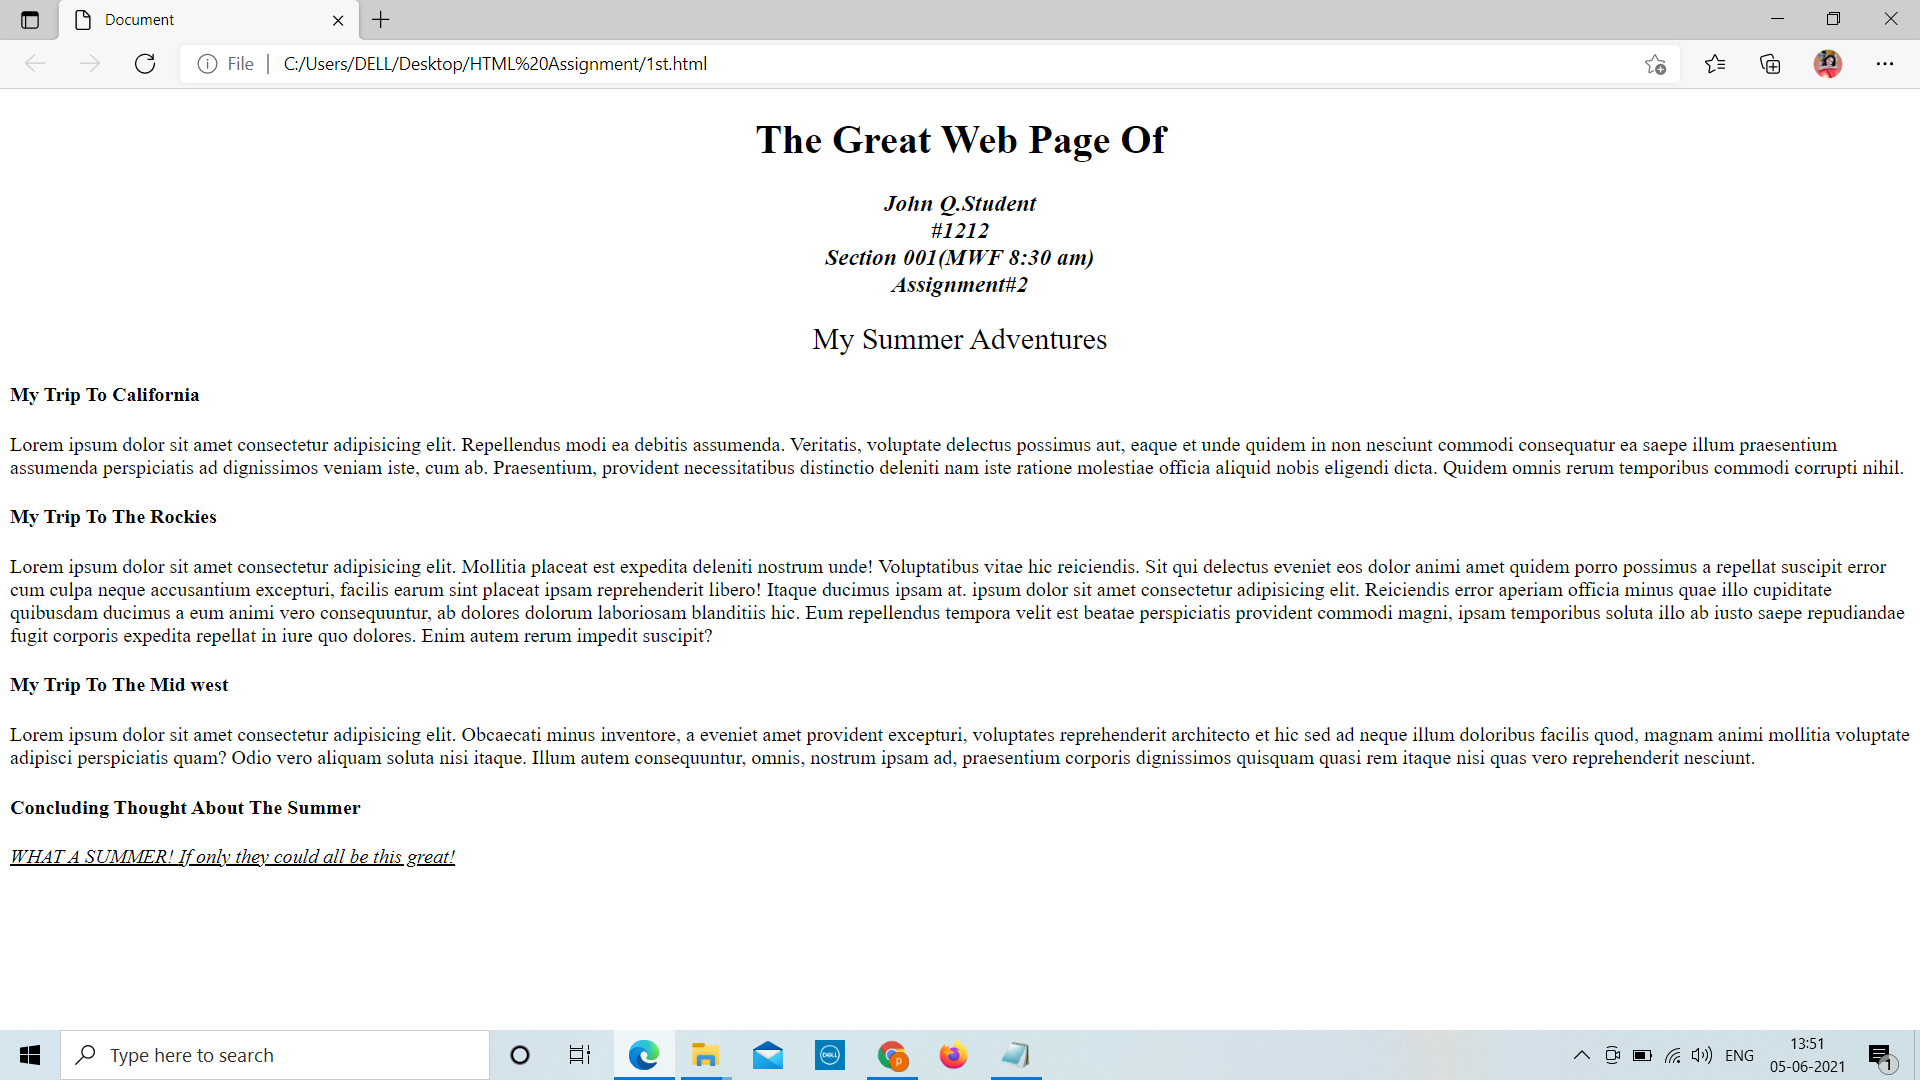 Document
File
C:/Users/DELL/Desktop/HTML%20Assignment/1st.html
The Great Web Page Of
John Q.Student
#1212
Section 001(MWF 8:30 am)
Assignment#2
My Summer Adventures
My Trip To California
Lorem ipsum dolor sit amet consectetur adipisicing elit. Repellendus modi ea debitis assumenda. Veritatis, voluptate delectus possimus aut, eaque et unde quidem in non nesciunt commodi consequatur ea saepe illum praesentium
assumenda perspiciatis ad dignissimos veniam iste, cum ab. Praesentium, provident necessitatibus distinctio deleniti nam iste ratione molestiae officia aliquid nobis eligendi dicta. Quidem omnis rerum temporibus commodi corrupti nihil.
My Trip To The Rockies
Lorem ipsum dolor sit amet consectetur adipisicing elit. Mollitia placeat est expedita deleniti nostrum unde! Voluptatibus vitae hic reiciendis. Sit qui delectus eveniet eos dolor animi amet quidem porro possimus a repellat suscipit error
cum culpa neque accusantium excepturi, facilis earum sint placeat ipsam reprehenderit libero! Itaque ducimus ipsam at. ipsum dolor sit amet consectetur adipisicing elit. Reiciendis error aperiam officia minus quae illo cupiditate
quibusdam ducimus a eum animi vero consequuntur, ab dolores dolorum laboriosam blanditiis hic. Eum repellendus tempora velit est beatae perspiciatis provident commodi magni, ipsam temporibus soluta illo ab iusto saepe repudiandae
fugit corporis expedita repellat in iure quo dolores. Enim autem rerum impedit suscipit?
My Trip To The Mid west
Lorem ipsum dolor sit amet consectetur adipisicing elit. Obcaecati minus inventore, a eveniet amet provident excepturi, voluptates reprehenderit architecto et hic sed ad neque illum doloribus facilis quod, magnam animi mollitia voluptate
adipisci perspiciatis quam? Odio vero aliquam soluta nisi itaque. Illum autem consequuntur, omnis, nostrum ipsam ad, praesentium corporis dignissimos quisquam quasi rem itaque nisi quas vero reprehenderit nesciunt.
Concluding Thought About The Summer
WHAT A SUMMER! If only they could all be this great!
Type here to search
DELL
p
ENG
13:51
05-06-2021
1